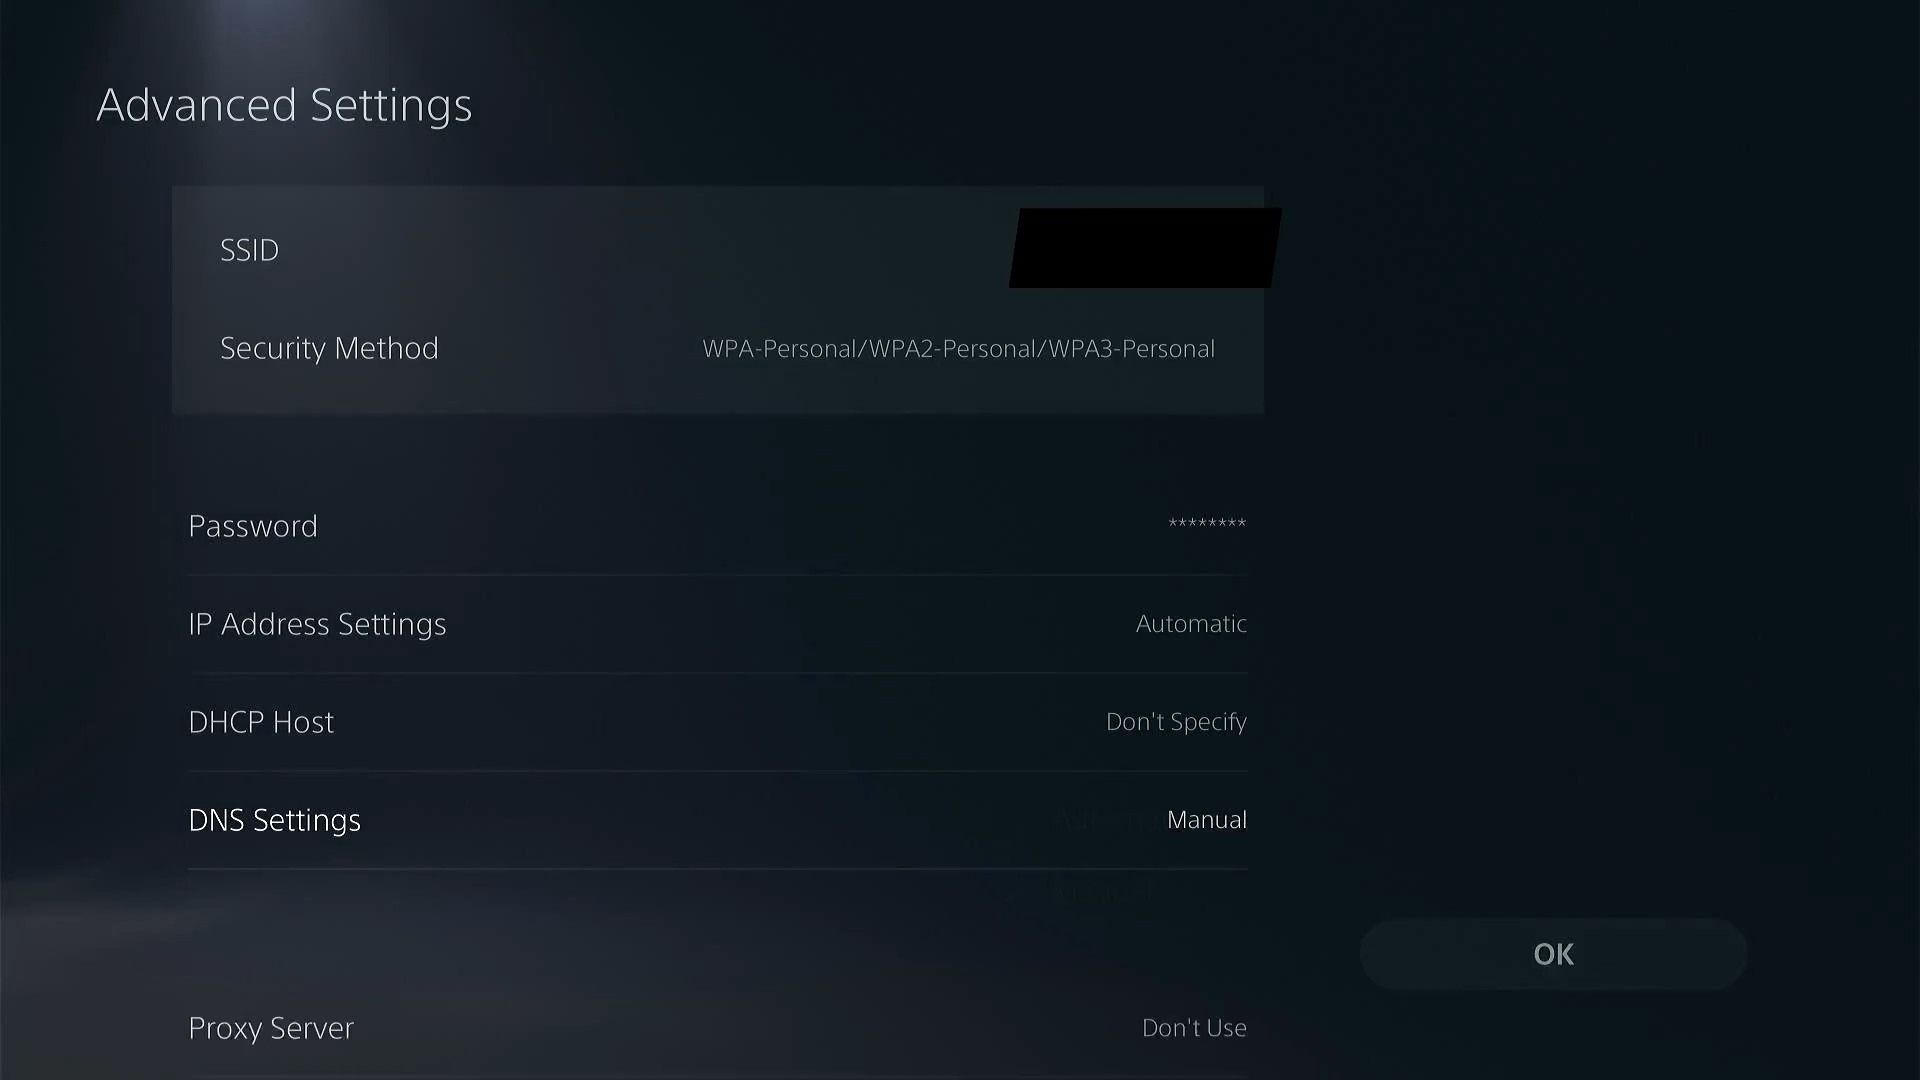 Advanced Settings
SSID
Security Method WPA-Personal/WPA2-Personal/WPA3-Personal
Password ********
IP Address Settings Automatic
DHCP Host Don't Specify
DNS Settings Manual
OK
Proxy Server Don't Use